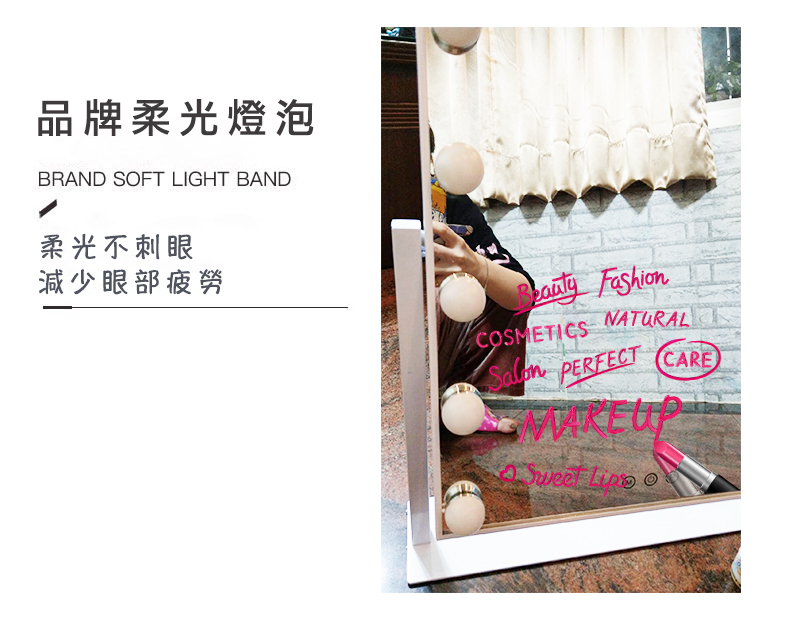 品牌柔光燈泡
BRAND SOFT LIGHT BAND
柔光不刺眼
減少眼部疲勞
Beauty Fashion
COSMETICS NATURAL
Salon PERFECT CARE
MAKEUP
Sweet Lips